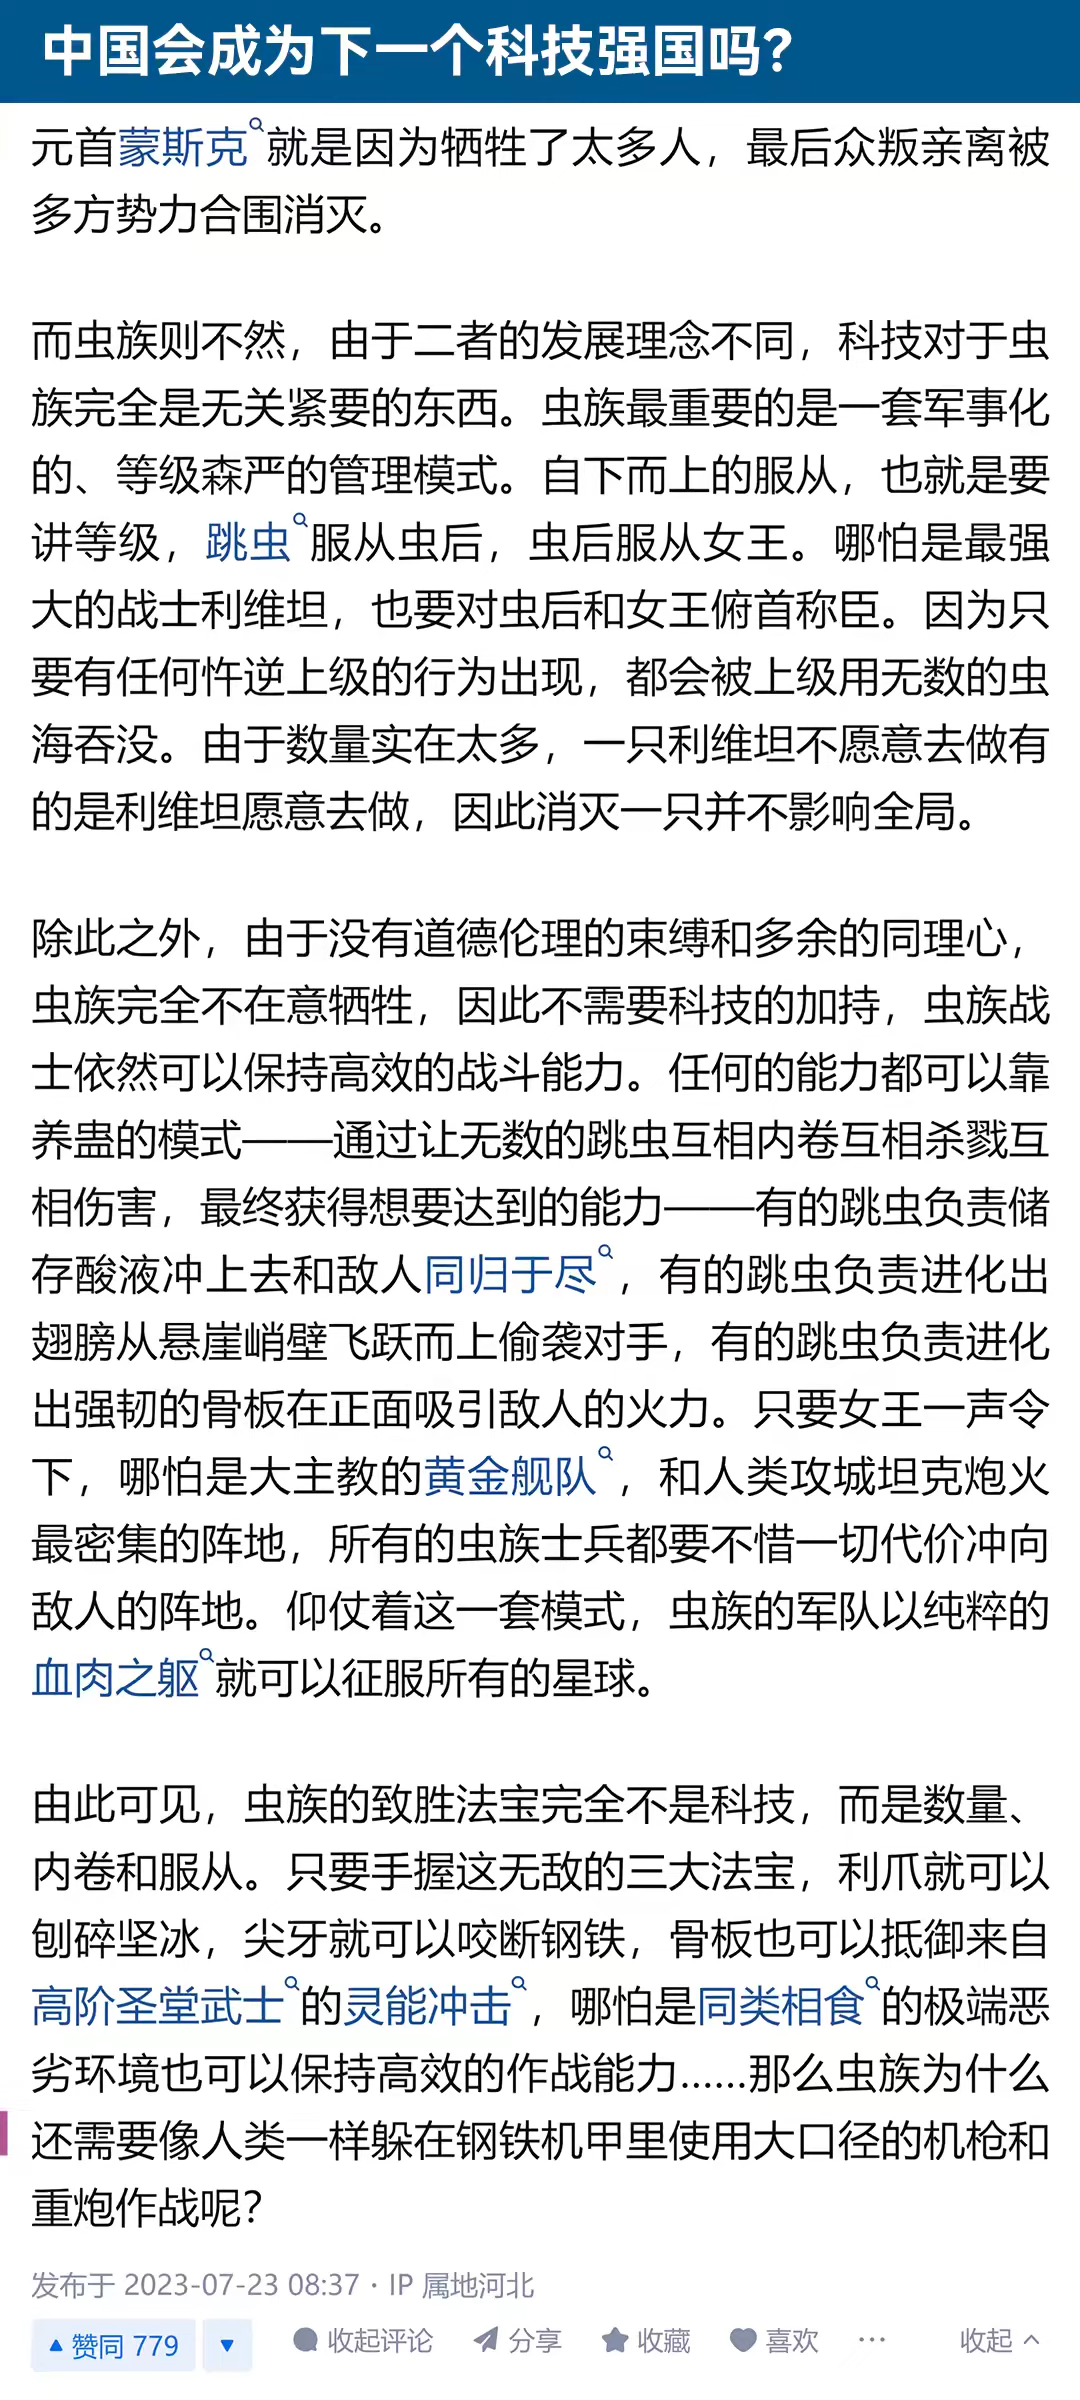 中国会成为下一个科技强国吗？
元首蒙斯克就是因为牺牲了太多人，最后众叛亲离被
多方势力合围消灭。
而虫族则不然，由于二者的发展理念不同，科技对于虫
族完全是无关紧要的东西。虫族最重要的是一套军事化
的、等级森严的管理模式。自下而上的服从，也就是要
讲等级，跳虫服从虫后，虫后服从女王。哪怕是最强
大的战士利维坦，也要对虫后和女王俯首称臣。因为只
要有任何忤逆上级的行为出现，都会被上级用无数的虫
海吞没。由于数量实在太多，一只利维坦不愿意去做有
的是利维坦愿意去做，因此消灭一只并不影响全局。
除此之外，由于没有道德伦理的束缚和多余的同理心，
虫族完全不在意牺牲，因此不需要科技的加持，虫族战
士依然可以保持高效的战斗能力。任何的能力都可以靠
养蛊的模式——通过让无数的跳虫互相内卷互相杀戮互
相伤害，最终获得想要达到的能力——有的跳虫负责储
存酸液冲上去和敌人同归于尽，有的跳虫负责进化出
翅膀从悬崖峭壁飞跃而上偷袭对手，有的跳虫负责进化
出强韧的骨板在正面吸引敌人的火力。只要女王一声令
下，哪怕是大主教的黄金舰队，和人类攻城坦克炮火
最密集的阵地，所有的虫族士兵都要不惜一切代价冲向
敌人的阵地。仰仗着这一套模式，虫族的军队以纯粹的
血肉之躯就可以征服所有的星球。
由此可见，虫族的致胜法宝完全不是科技，而是数量、
内卷和服从。只要手握这无敌的三大法宝，利爪就可以
刨碎坚冰，尖牙就可以咬断钢铁，骨板也可以抵御来自
高阶圣堂武士的灵能冲击，哪怕是同类相食的极端恶
劣环境也可以保持高效的作战能力......那么虫族为什么
还需要像人类一样躲在钢铁机甲里使用大口径的机枪和
重炮作战呢？
发布于 2023-07-23 08:37 · IP 属地河北
赞同 779 收起评论 分享 收藏 喜欢 ··· 收起